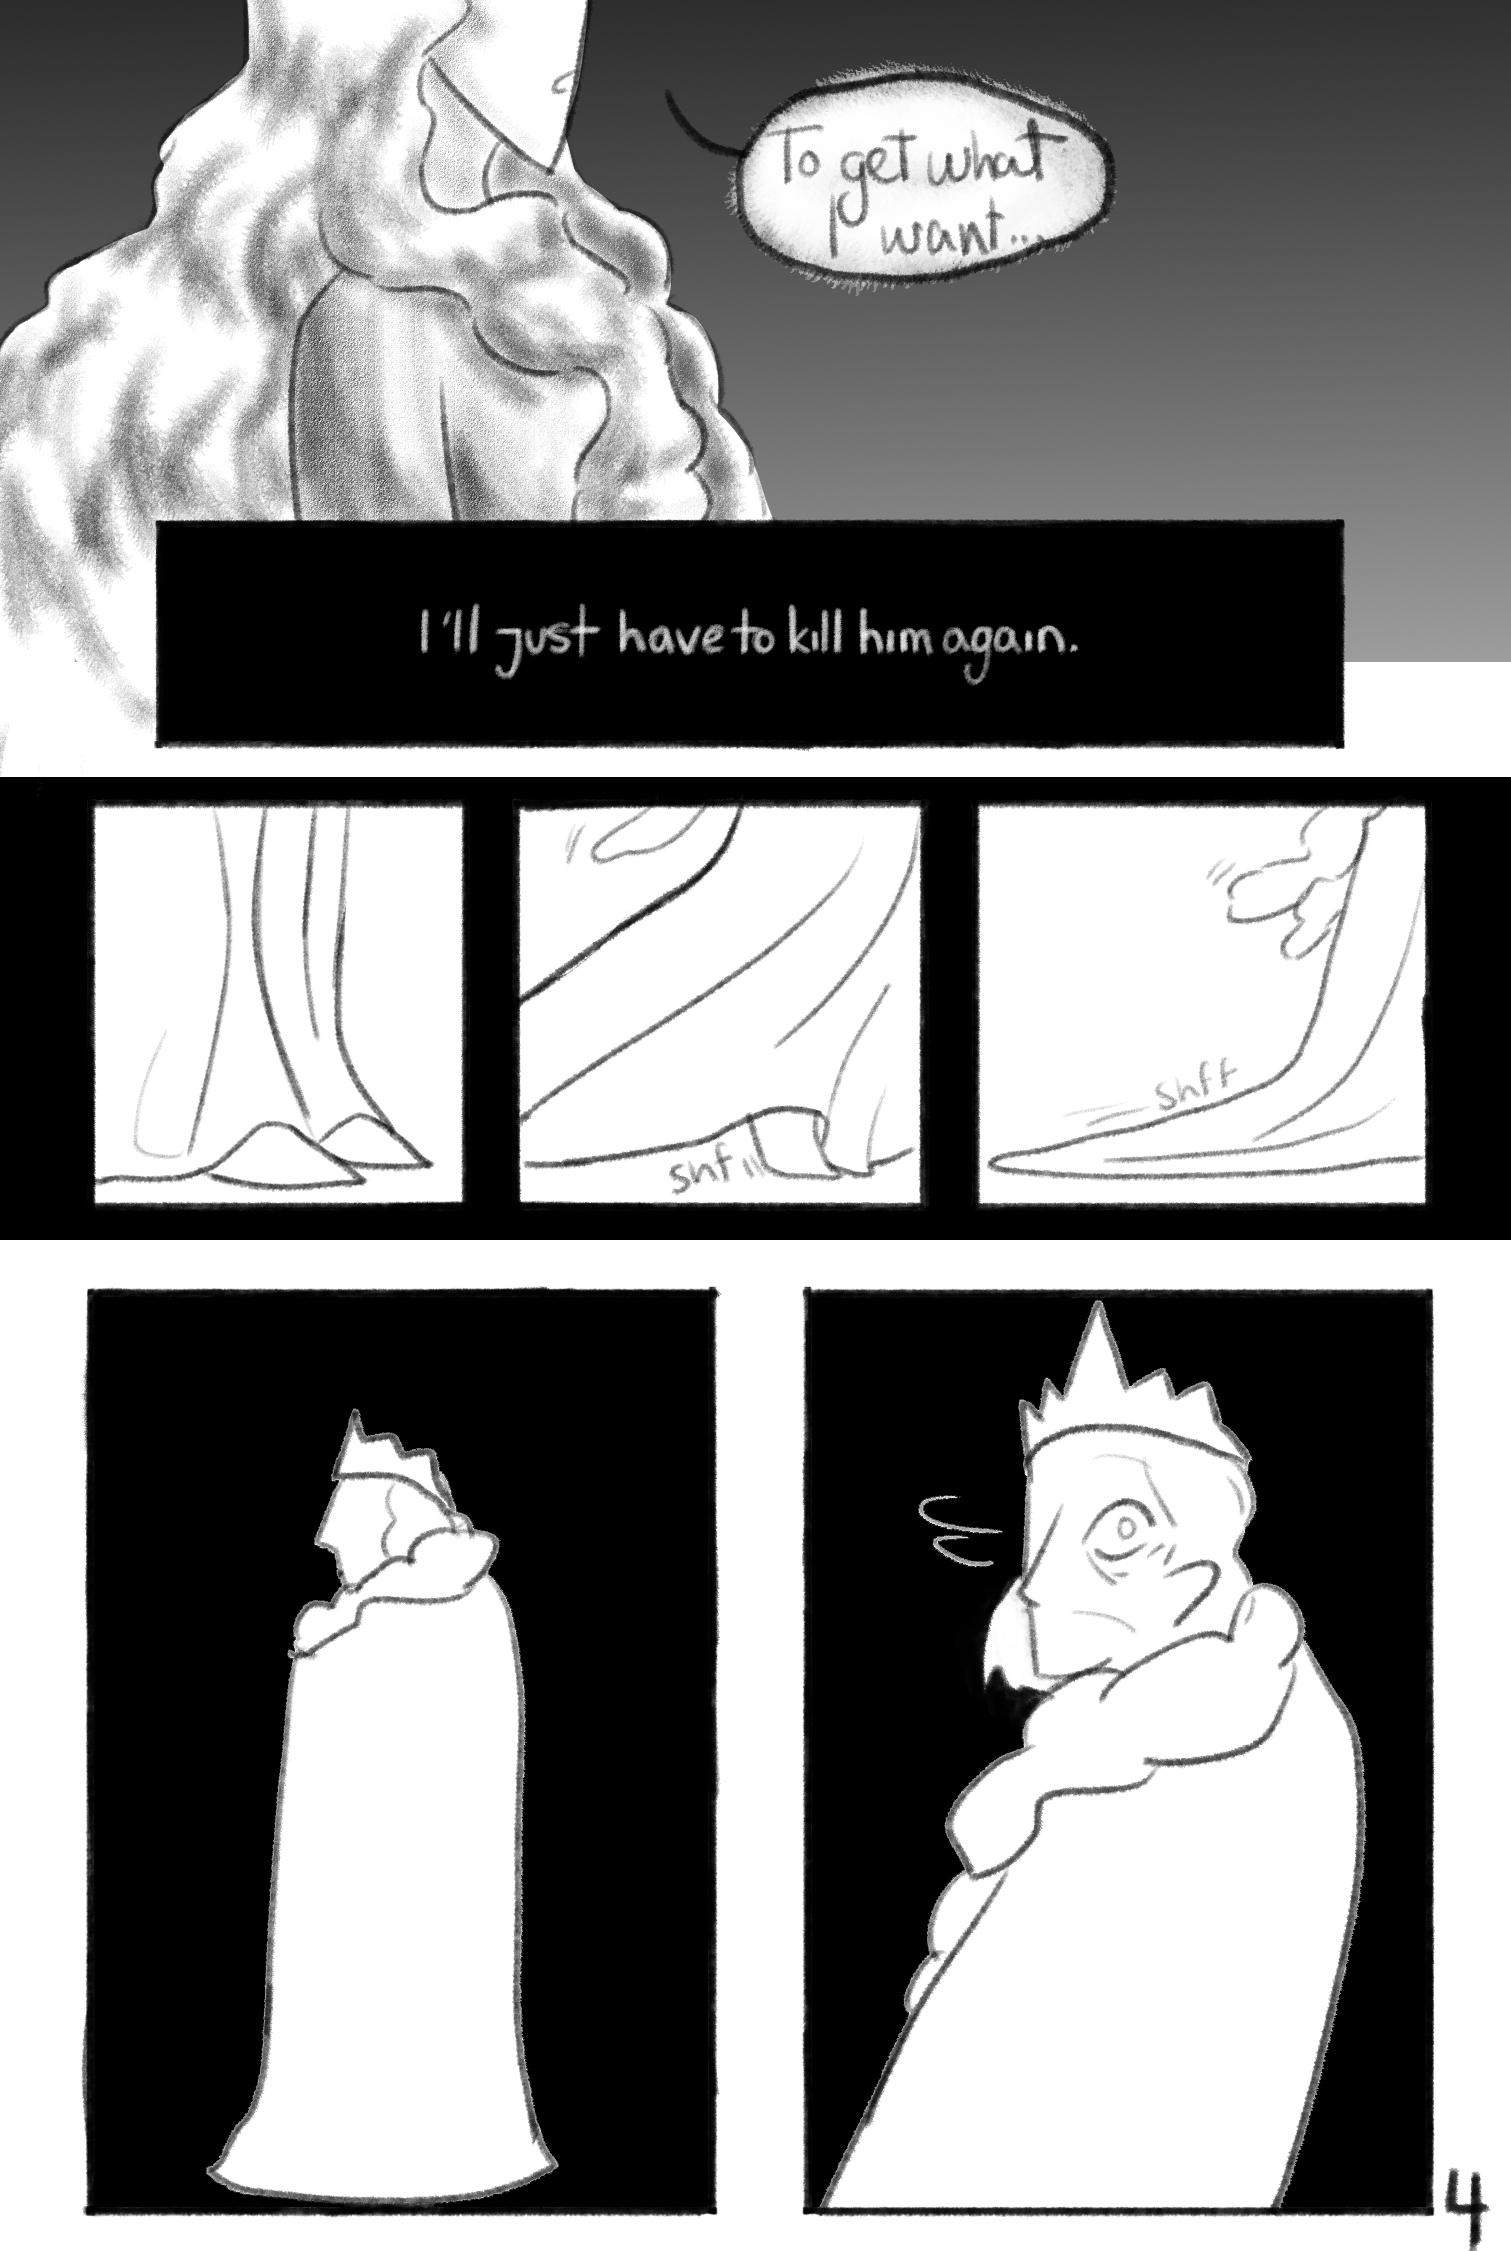 To get what
I want...
I'll just have to kill him again.
shf
shff
4